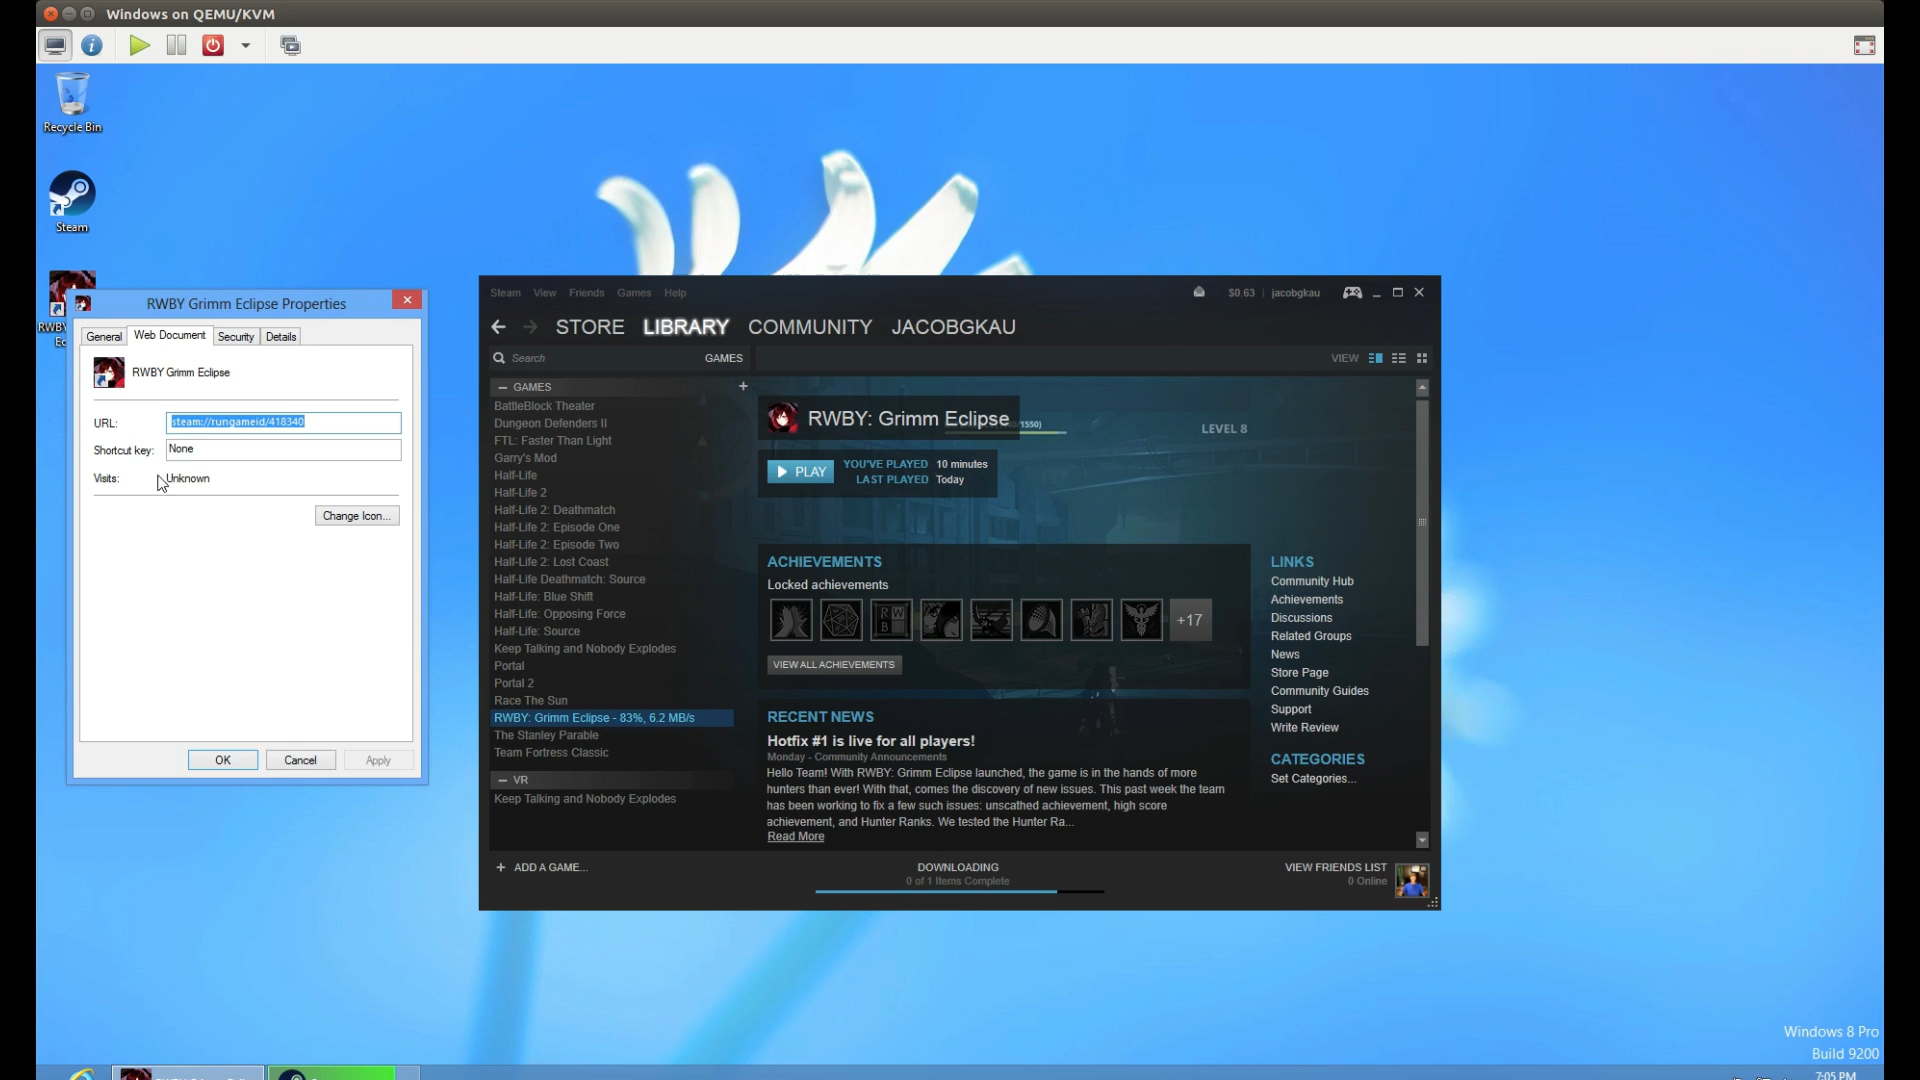 Windows on QEMU/KVM
Recycle Bin
Steam
RWBY Grimm Eclipse Properties
General Web Document Security Details
RWBY Grimm Eclipse
URL: steam://rungameid/418340
Shortcut key: None
Visits: Unknown
Change Icon...
OK Cancel Apply
Steam View Friends Games Help
$0.63 jacobgkau
STORE LIBRARY COMMUNITY JACOBGKAU
Search GAMES
VIEW
GAMES
BattleBlock Theater
Dungeon Defenders II
FTL: Faster Than Light
Garry's Mod
Half-Life
Half-Life 2
Half-Life 2: Deathmatch
Half-Life 2: Episode One
Half-Life 2: Episode Two
Half-Life 2: Lost Coast
Half-Life Deathmatch: Source
Half-Life: Blue Shift
Half-Life: Opposing Force
Half-Life: Source
Keep Talking and Nobody Explodes
Portal
Portal 2
Race The Sun
RWBY: Grimm Eclipse - 83%, 6.2 MB/s
The Stanley Parable
Team Fortress Classic
VR
Keep Talking and Nobody Explodes
RWBY: Grimm Eclipse
LEVEL 8
PLAY
YOU'VE PLAYED 10 minutes
LAST PLAYED Today
ACHIEVEMENTS
Locked achievements
+17
VIEW ALL ACHIEVEMENTS
RECENT NEWS
Hotfix #1 is live for all players!
Monday - Community Announcements
Hello Team! With RWBY: Grimm Eclipse launched, the game is in the hands of more
hunters than ever! With that, comes the discovery of new issues. This past week the team
has been working to fix a few such issues: unscathed achievement, high score
achievement, and Hunter Ranks. We tested the Hunter Ra...
Read More
LINKS
Community Hub
Achievements
Discussions
Related Groups
News
Store Page
Community Guides
Support
Write Review
CATEGORIES
Set Categories...
ADD A GAME...
DOWNLOADING
0 of 1 Items Complete
VIEW FRIENDS LIST
0 Online
Windows 8 Pro
Build 9200
7:05 PM